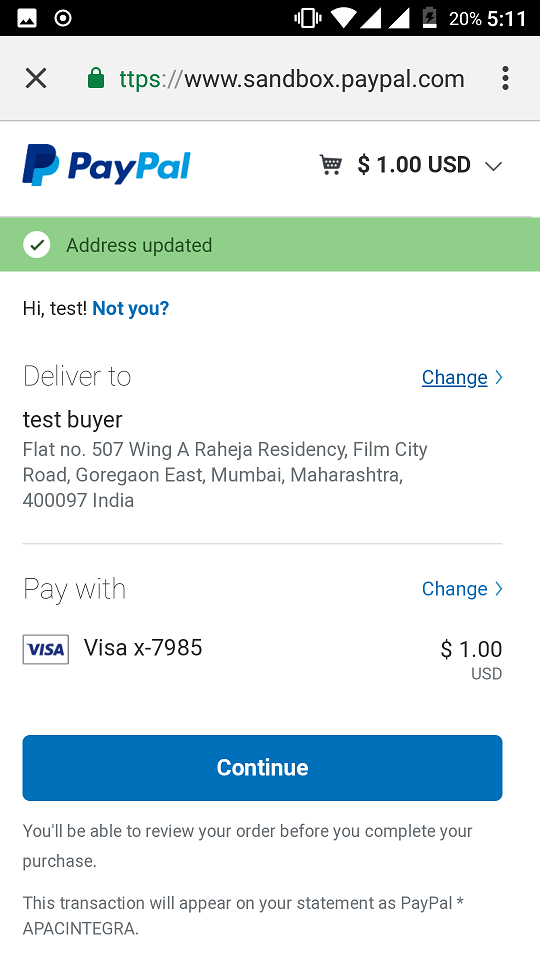 20% 5:11
ttps://www.sandbox.paypal.com
PayPal
$ 1.00 USD
Address updated
Hi, test! Not you?
Deliver to
Change
test buyer
Flat no. 507 Wing A Raheja Residency, Film City
Road, Goregaon East, Mumbai, Maharashtra,
400097 India
Pay with
Change
VISA
Visa x-7985
$ 1.00
USD
Continue
You'll be able to review your order before you complete your
purchase.
This transaction will appear on your statement as PayPal *
APACINTEGRA.